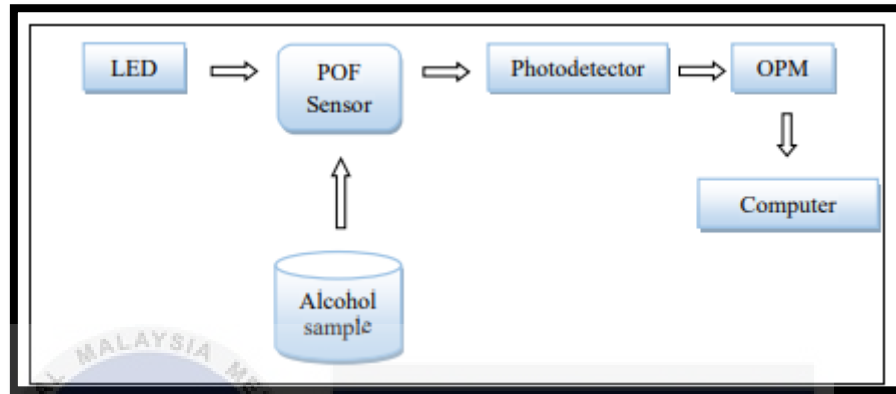 LED
POF
Sensor
Photodetector
OPM
Computer
Alcohol
sample
MALAYSIA